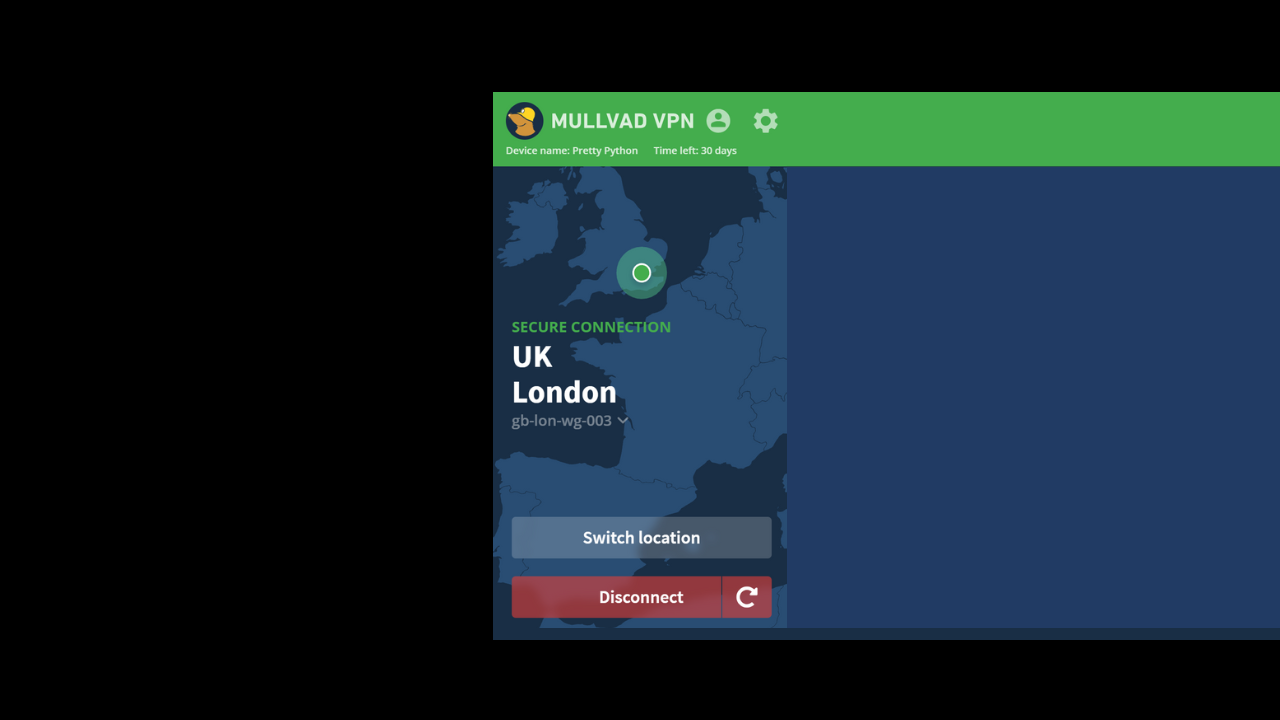 MULLVAD VPN
Device name: Pretty Python Time left: 30 days
SECURE CONNECTION
UK
London
gb-lon-wg-003
Switch location
Disconnect